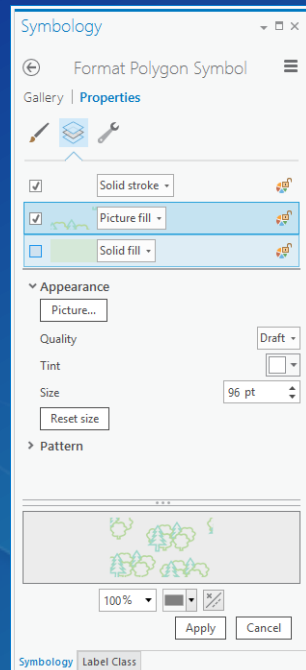 Symbology
Format Polygon Symbol
Gallery | Properties
Solid stroke
Picture fill
Solid fill
Appearance
Picture...
Quality Draft
Tint
Size 96 pt
Reset size
Pattern
100%
Apply Cancel
Symbology Label Class